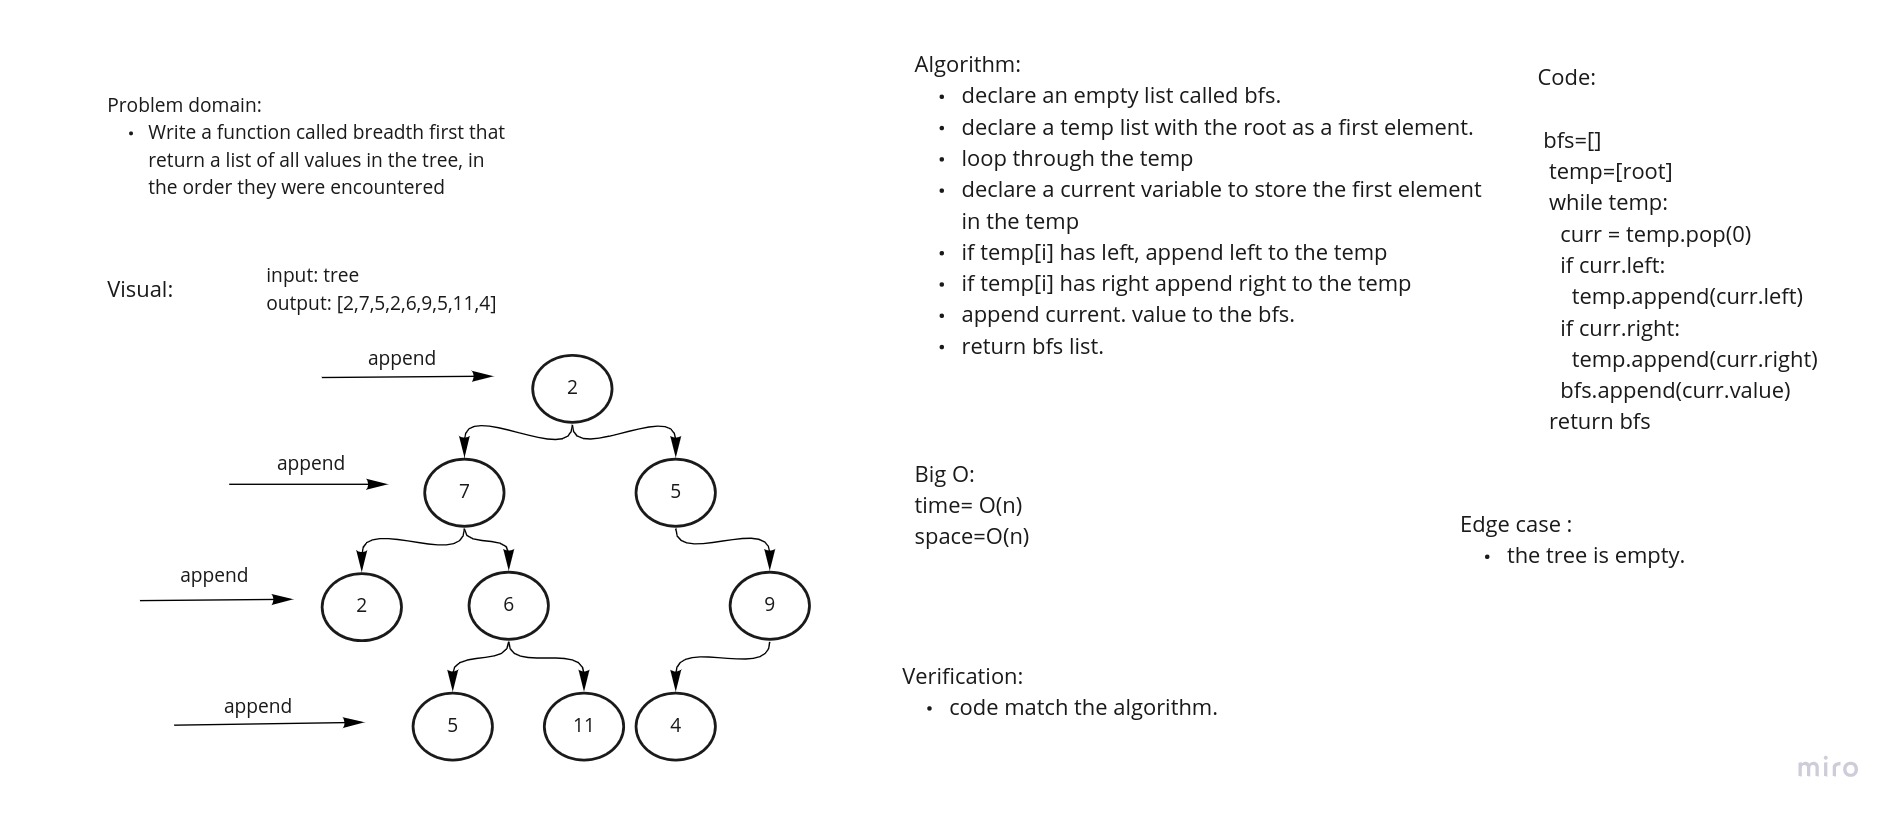 Problem domain:
• Write a function called breadth first that
return a list of all values in the tree, in
the order they were encountered
Visual:
input: tree
output: [2,7,5,2,6,9,5,11,4]
append
2
append
7
5
append
2
6
9
append
5
11
4
Algorithm:
• declare an empty list called bfs.
• declare a temp list with the root as a first element.
• loop through the temp
• declare a current variable to store the first element
in the temp
• if temp[i] has left, append left to the temp
• if temp[i] has right append right to the temp
• append current. value to the bfs.
• return bfs list.
Big O:
time= O(n)
space=O(n)
Verification:
• code match the algorithm.
Code:
bfs=[]
temp=[root]
while temp:
curr = temp.pop(0)
if curr.left:
temp.append(curr.left)
if curr.right:
temp.append(curr.right)
bfs.append(curr.value)
return bfs
Edge case :
• the tree is empty.
miro